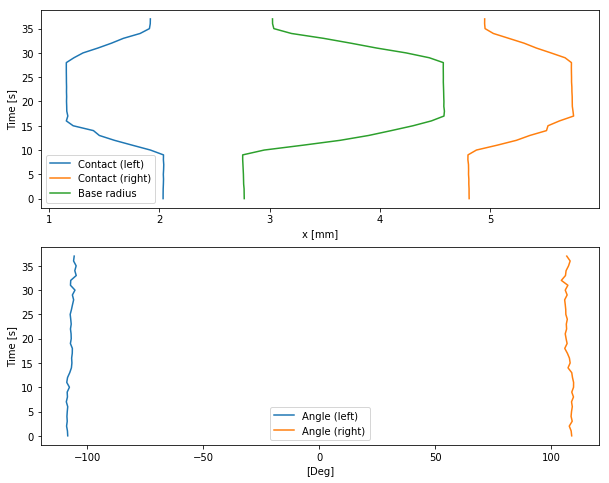 35
30
25
20
15
10
5
0
Time [s]
Contact (left)
Contact (right)
Base radius
1 2 3 4 5
x [mm]
35
30
25
20
15
10
5
0
Time [s]
Angle (left)
Angle (right)
−100 −50 0 50 100
[Deg]